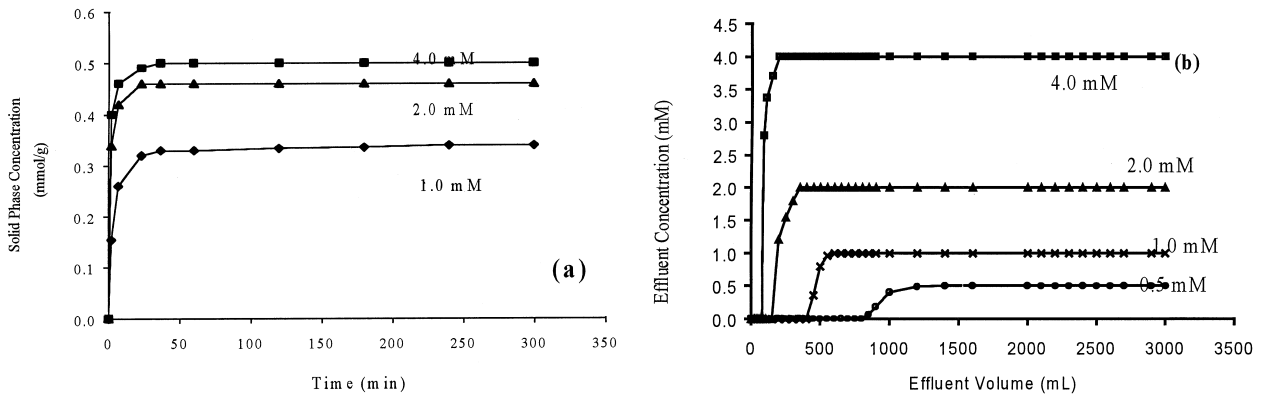 0.6
0.5
0.4
0.3
0.2
0.1
0.0
0
50
100
150
200
250
300
350
Solid Phase Concentration
(mmol/g)
Time (min)
4.0 mM
2.0 mM
1.0 mM
(a)
4.5
4.0
3.5
3.0
2.5
2.0
1.5
1.0
0.5
0.0
0
500
1000
1500
2000
2500
3000
3500
Effluent Concentration (mM)
Effluent Volume (mL)
(b)
4.0 mM
2.0 mM
1.0 mM
0.5 mM